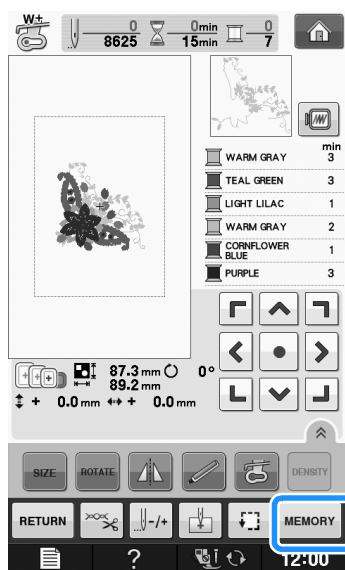 W+
0 0min 0
8625 15min 7
min
WARM GRAY 3
TEAL GREEN 3
LIGHT LILAC 1
WARM GRAY 2
CORNFLOWER
BLUE 1
PURPLE 3
87.3 mm 0°
89.2 mm
+ 0.0 mm + 0.0 mm
SIZE ROTATE DENSITY
RETURN -/+ MEMORY
? 12:00